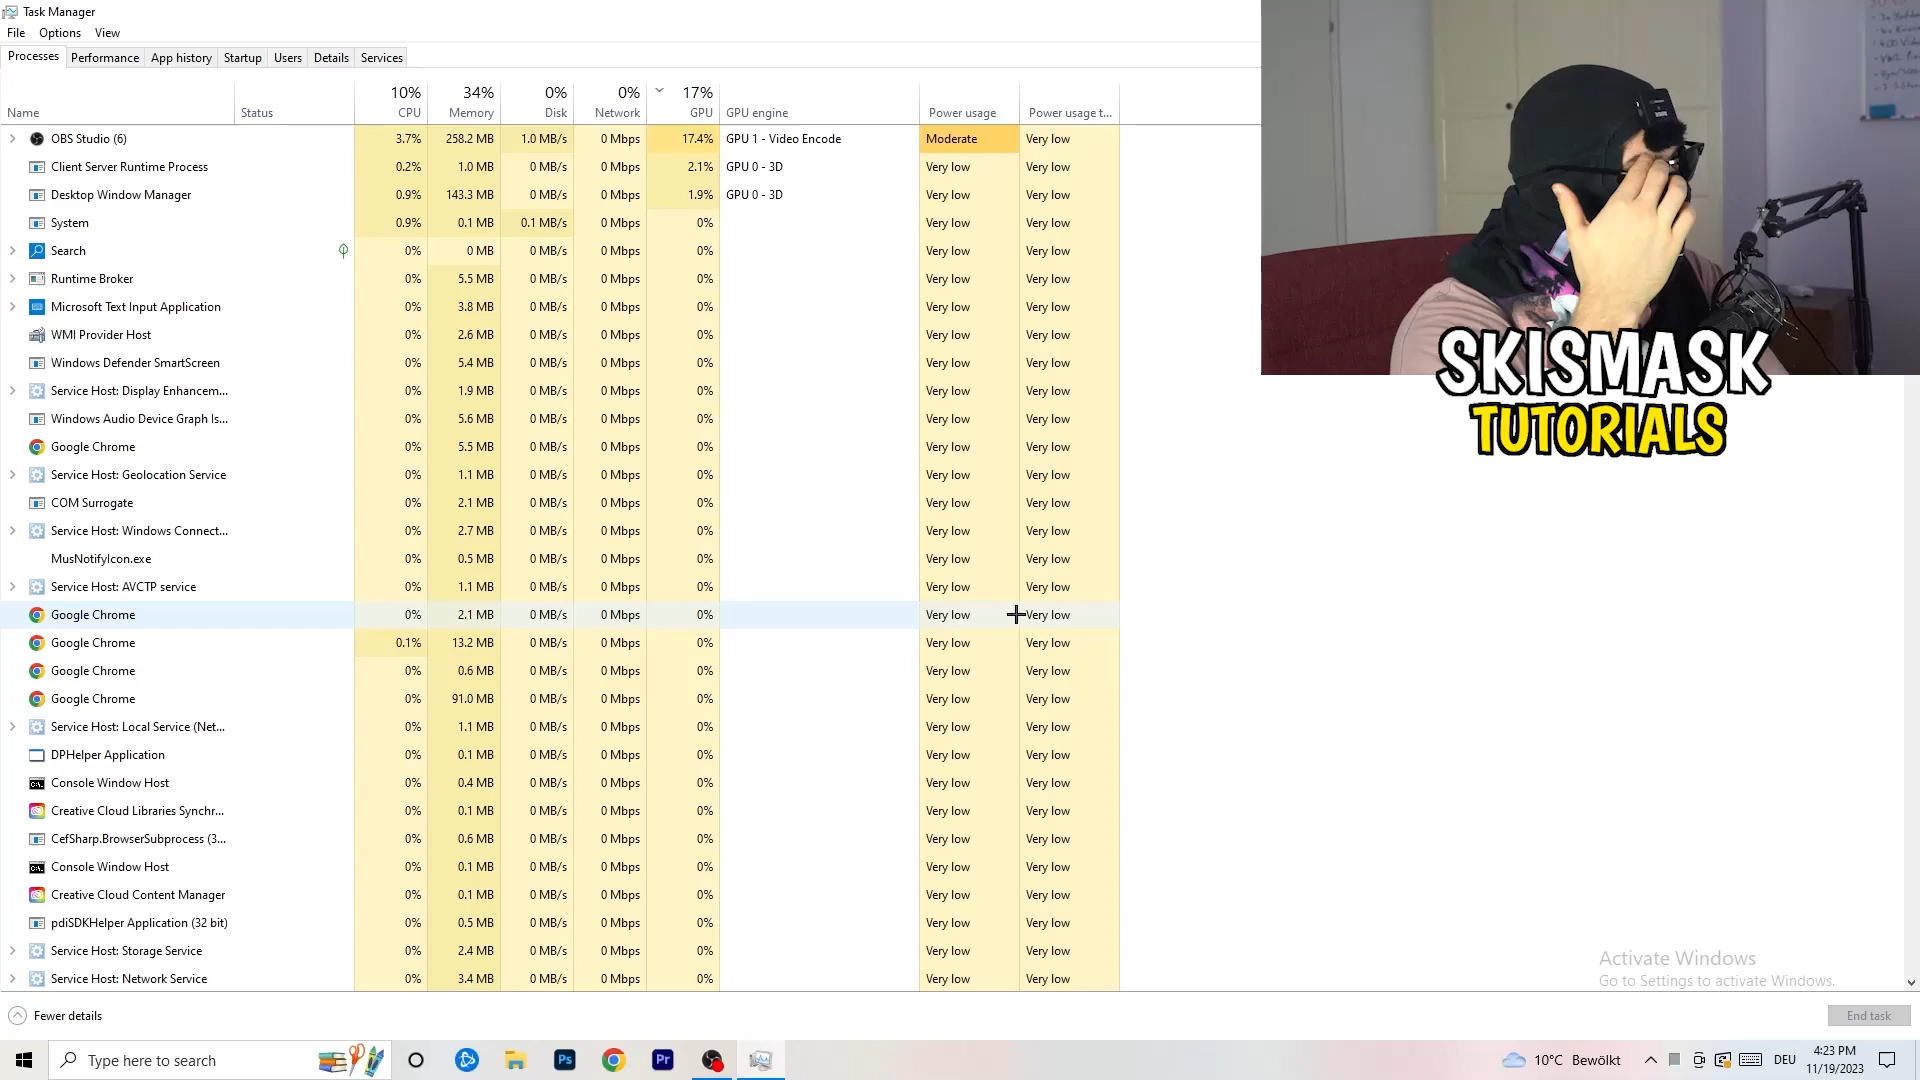 Task Manager
File Options View
Processes Performance App history Startup Users Details Services
10% 34% 0% 0% 17%
Name Status CPU Memory Disk Network GPU GPU engine Power usage Power usage t...
OBS Studio (6) 3.7% 258.2 MB 1.0 MB/s 0 Mbps 17.4% GPU 1 - Video Encode Moderate Very low
Client Server Runtime Process 0.2% 1.0 MB 0 MB/s 0 Mbps 2.1% GPU 0 - 3D Very low Very low
Desktop Window Manager 0.9% 143.3 MB 0 MB/s 0 Mbps 1.9% GPU 0 - 3D Very low Very low
System 0.9% 0.1 MB 0.1 MB/s 0 Mbps 0% Very low Very low
Search 0% 0 MB 0 MB/s 0 Mbps 0% Very low Very low
Runtime Broker 0% 5.5 MB 0 MB/s 0 Mbps 0% Very low Very low
Microsoft Text Input Application 0% 3.8 MB 0 MB/s 0 Mbps 0% Very low Very low
WMI Provider Host 0% 2.6 MB 0 MB/s 0 Mbps 0% Very low Very low
Windows Defender SmartScreen 0% 5.4 MB 0 MB/s 0 Mbps 0% Very low Very low
Service Host: Display Enhancem... 0% 1.9 MB 0 MB/s 0 Mbps 0% Very low Very low
Windows Audio Device Graph Is... 0% 5.6 MB 0 MB/s 0 Mbps 0% Very low Very low
Google Chrome 0% 5.5 MB 0 MB/s 0 Mbps 0% Very low Very low
Service Host: Geolocation Service 0% 1.1 MB 0 MB/s 0 Mbps 0% Very low Very low
COM Surrogate 0% 2.1 MB 0 MB/s 0 Mbps 0% Very low Very low
Service Host: Windows Connect... 0% 2.7 MB 0 MB/s 0 Mbps 0% Very low Very low
MusNotifyIcon.exe 0% 0.5 MB 0 MB/s 0 Mbps 0% Very low Very low
Service Host: AVCTP service 0% 1.1 MB 0 MB/s 0 Mbps 0% Very low Very low
Google Chrome 0% 2.1 MB 0 MB/s 0 Mbps 0% Very low Very low
Google Chrome 0.1% 13.2 MB 0 MB/s 0 Mbps 0% Very low Very low
Google Chrome 0% 0.6 MB 0 MB/s 0 Mbps 0% Very low Very low
Google Chrome 0% 91.0 MB 0 MB/s 0 Mbps 0% Very low Very low
Service Host: Local Service (Net... 0% 1.1 MB 0 MB/s 0 Mbps 0% Very low Very low
DPHelper Application 0% 0.1 MB 0 MB/s 0 Mbps 0% Very low Very low
Console Window Host 0% 0.4 MB 0 MB/s 0 Mbps 0% Very low Very low
Creative Cloud Libraries Synchr... 0% 0.1 MB 0 MB/s 0 Mbps 0% Very low Very low
CefSharp.BrowserSubprocess (3... 0% 0.6 MB 0 MB/s 0 Mbps 0% Very low Very low
Console Window Host 0% 0.1 MB 0 MB/s 0 Mbps 0% Very low Very low
Creative Cloud Content Manager 0% 0.1 MB 0 MB/s 0 Mbps 0% Very low Very low
pdiSDKHelper Application (32 bit) 0% 0.5 MB 0 MB/s 0 Mbps 0% Very low Very low
Service Host: Storage Service 0% 2.4 MB 0 MB/s 0 Mbps 0% Very low Very low
Service Host: Network Service 0% 3.4 MB 0 MB/s 0 Mbps 0% Very low Very low
SKISMASK
TUTORIALS
Activate Windows
Go to Settings to activate Windows.
Fewer details
End task
Type here to search
Ps
Pr
10°C Bewölkt
DEU
4:23 PM
11/19/2023